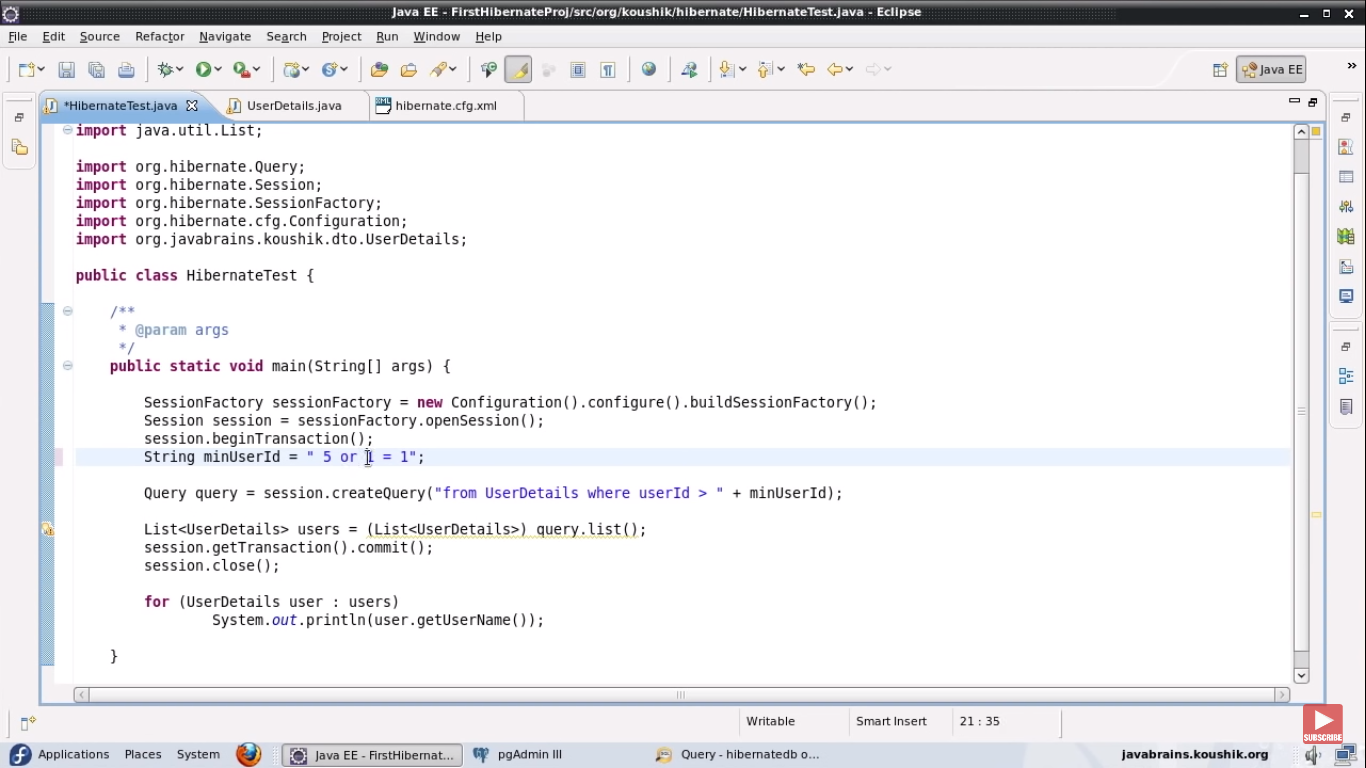 Java EE - FirstHibernateProj/src/org/koushik/hibernate/HibernateTest.java - Eclipse
File Edit Source Refactor Navigate Search Project Run Window Help
Java EE
*HibernateTest.java UserDetails.java hibernate.cfg.xml
import java.util.List;
import org.hibernate.Query;
import org.hibernate.Session;
import org.hibernate.SessionFactory;
import org.hibernate.cfg.Configuration;
import org.javabrains.koushik.dto.UserDetails;
public class HibernateTest {
/**
* @param args
*/
public static void main(String[] args) {
SessionFactory sessionFactory = new Configuration().configure().buildSessionFactory();
Session session = sessionFactory.openSession();
session.beginTransaction();
String minUserId = " 5 or 1 = 1";
Query query = session.createQuery("from UserDetails where userId > " + minUserId);
List<UserDetails> users = (List<UserDetails>) query.list();
session.getTransaction().commit();
session.close();
for (UserDetails user : users)
System.out.println(user.getUserName());
}
Writable Smart Insert 21 : 35
SUBSCRIBE
Applications Places System Java EE - FirstHibernat... pgAdmin III Query - hibernatedb o... javabrains.koushik.org